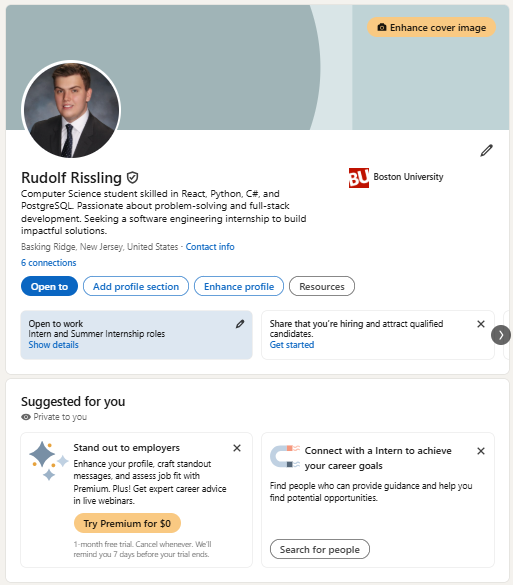 Enhance cover image
Rudolf Rissling
BU Boston University
Computer Science student skilled in React, Python, C#, and
PostgreSQL. Passionate about problem-solving and full-stack
development. Seeking a software engineering internship to build
impactful solutions.
Basking Ridge, New Jersey, United States · Contact info
6 connections
Open to
Add profile section
Enhance profile
Resources
Open to work
Intern and Summer Internship roles
Show details
Share that you're hiring and attract qualified
candidates.
Get started
Suggested for you
Private to you
Stand out to employers
Enhance your profile, craft standout
messages, and assess job fit with
Premium. Plus! Get expert career advice
in live webinars.
Try Premium for $0
1-month free trial. Cancel whenever. We'll
remind you 7 days before your trial ends.
Connect with a Intern to achieve
your career goals
Find people who can provide guidance and help you
find potential opportunities.
Search for people